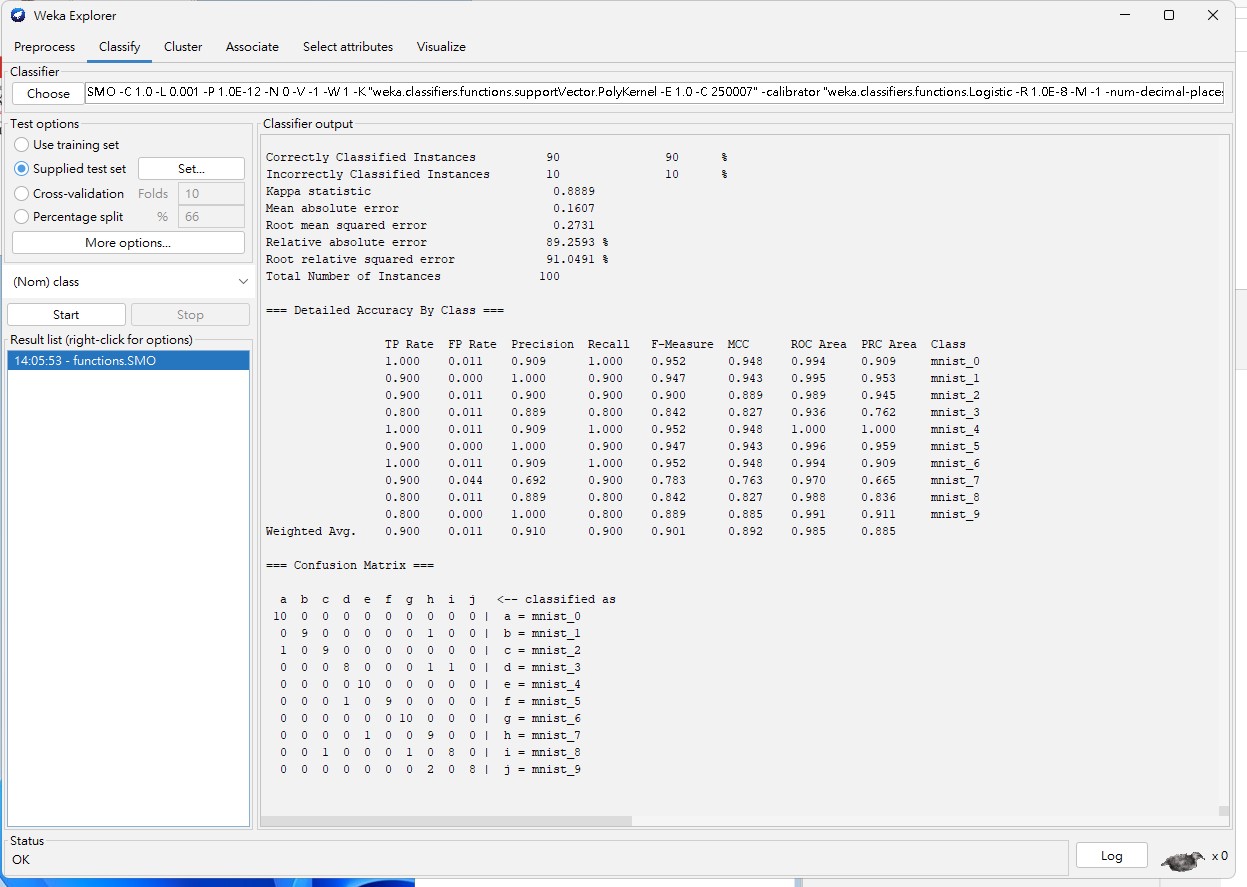 Weka Explorer
Preprocess Classify Cluster Associate Select attributes Visualize
Classifier
Choose SMO -C 1.0 -L 0.001 -P 1.0E-12 -N 0 -V -1 -W 1 -K "weka.classifiers.functions.supportVector.PolyKernel -E 1.0 -C 250007" -calibrator "weka.classifiers.functions.Logistic -R 1.0E-8 -M -1 -num-decimal-places
Test options
Use training set
Supplied test set Set...
Cross-validation Folds 10
Percentage split % 66
More options...
(Nom) class
Start Stop
Result list (right-click for options)
14:05:53 - functions.SMO
Classifier output
Correctly Classified Instances 90 90 %
Incorrectly Classified Instances 10 10 %
Kappa statistic 0.8889
Mean absolute error 0.1607
Root mean squared error 0.2731
Relative absolute error 89.2593 %
Root relative squared error 91.0491 %
Total Number of Instances 100
=== Detailed Accuracy By Class ===
TP Rate FP Rate Precision Recall F-Measure MCC ROC Area PRC Area Class
1.000 0.011 0.909 1.000 0.952 0.948 0.994 0.909 mnist_0
0.900 0.000 1.000 0.900 0.947 0.943 0.995 0.953 mnist_1
0.900 0.011 0.900 0.900 0.900 0.889 0.989 0.945 mnist_2
0.800 0.011 0.889 0.800 0.842 0.827 0.936 0.762 mnist_3
1.000 0.011 0.909 1.000 0.952 0.948 1.000 1.000 mnist_4
0.900 0.000 1.000 0.900 0.947 0.943 0.996 0.959 mnist_5
1.000 0.011 0.909 1.000 0.952 0.948 0.994 0.909 mnist_6
0.900 0.044 0.692 0.900 0.783 0.763 0.970 0.665 mnist_7
0.800 0.011 0.889 0.800 0.842 0.827 0.988 0.836 mnist_8
0.800 0.000 1.000 0.800 0.889 0.885 0.991 0.911 mnist_9
Weighted Avg. 0.900 0.011 0.910 0.900 0.901 0.892 0.985 0.885
=== Confusion Matrix ===
a b c d e f g h i j <-- classified as
10 0 0 0 0 0 0 0 0 0 | a = mnist_0
0 9 0 0 0 0 0 1 0 0 | b = mnist_1
1 0 9 0 0 0 0 0 0 0 | c = mnist_2
0 0 0 8 0 0 0 1 1 0 | d = mnist_3
0 0 0 0 10 0 0 0 0 0 | e = mnist_4
0 0 0 1 0 9 0 0 0 0 | f = mnist_5
0 0 0 0 0 0 10 0 0 0 | g = mnist_6
0 0 0 0 1 0 0 9 0 0 | h = mnist_7
0 0 1 0 0 0 1 0 8 0 | i = mnist_8
0 0 0 0 0 0 0 2 0 8 | j = mnist_9
Status
OK
Log x 0